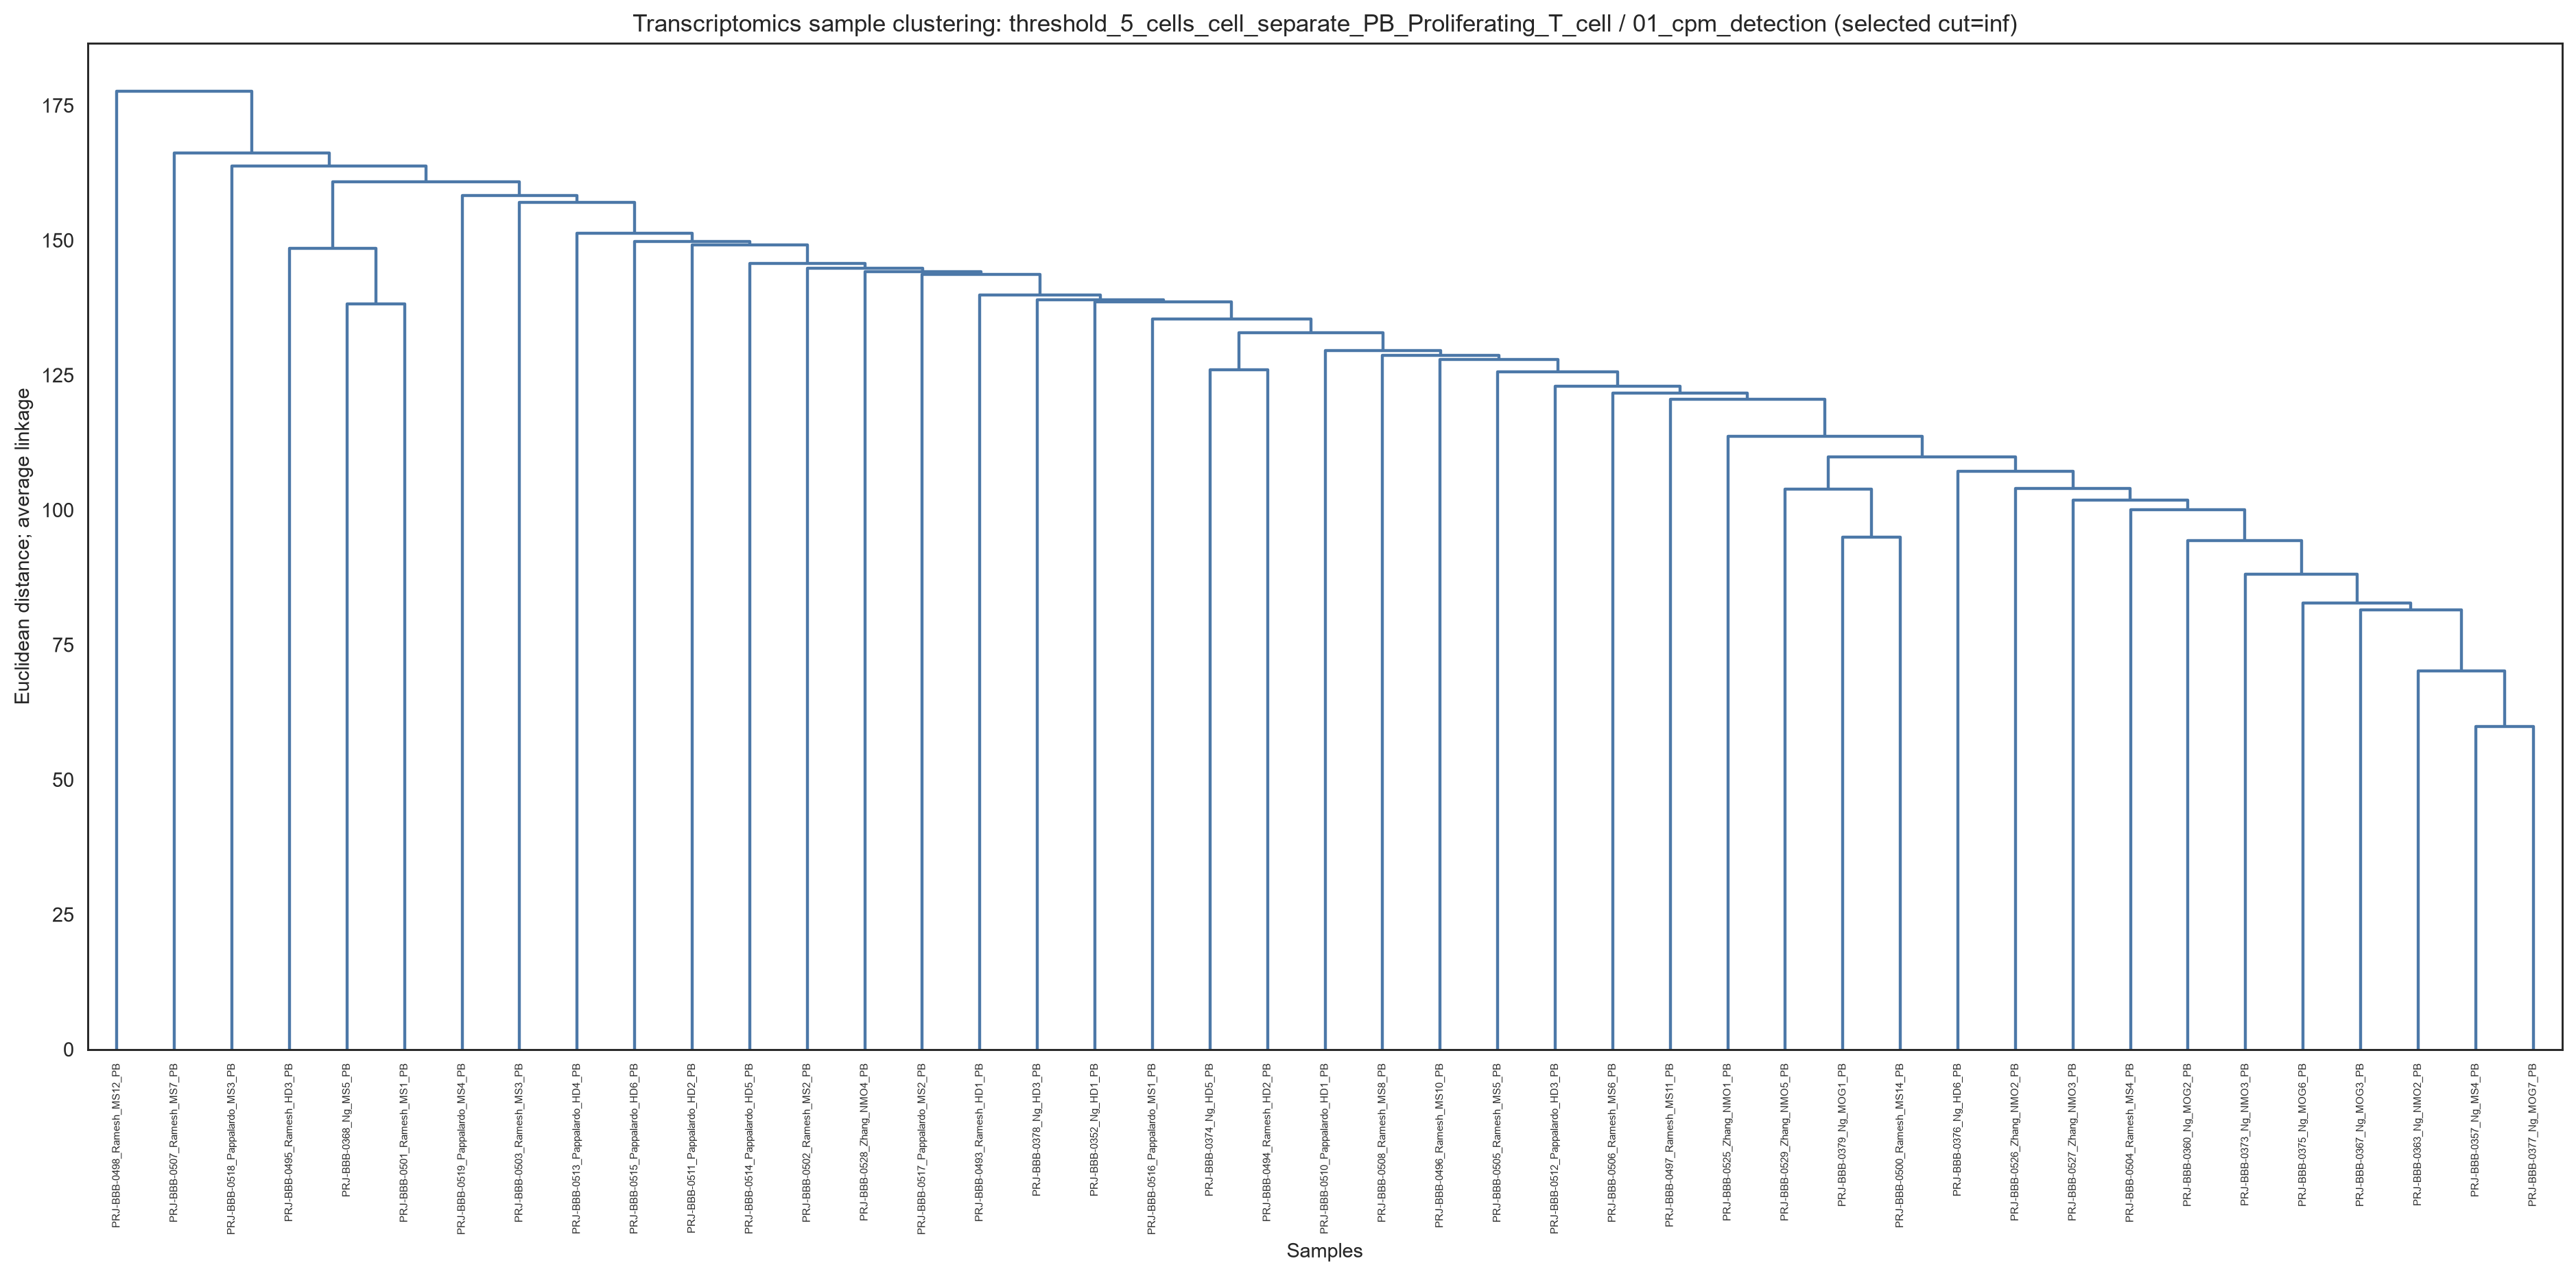 Transcriptomics sample clustering: threshold_5_cells_cell_separate_PB_Proliferating_T_cell / 01_cpm_detection (selected cut=inf)
Euclidean distance; average linkage
175
150
125
100
75
50
25
0
PRJ-BBB-0498_Ramesh_MS12_PB
PRJ-BBB-0507_Ramesh_MS7_PB
PRJ-BBB-0518_Pappalardo_MS3_PB
PRJ-BBB-0495_Ramesh_HD3_PB
PRJ-BBB-0368_Ng_MS5_PB
PRJ-BBB-0501_Ramesh_MS1_PB
PRJ-BBB-0519_Pappalardo_MS4_PB
PRJ-BBB-0503_Ramesh_MS3_PB
PRJ-BBB-0513_Pappalardo_HD4_PB
PRJ-BBB-0515_Pappalardo_HD6_PB
PRJ-BBB-0511_Pappalardo_HD2_PB
PRJ-BBB-0514_Pappalardo_HD5_PB
PRJ-BBB-0502_Ramesh_MS2_PB
PRJ-BBB-0528_Zhang_NMO4_PB
PRJ-BBB-0517_Pappalardo_MS2_PB
PRJ-BBB-0493_Ramesh_HD1_PB
PRJ-BBB-0378_Ng_HD3_PB
PRJ-BBB-0352_Ng_HD1_PB
PRJ-BBB-0516_Pappalardo_MS1_PB
PRJ-BBB-0374_Ng_HD5_PB
PRJ-BBB-0494_Ramesh_HD2_PB
PRJ-BBB-0510_Pappalardo_HD1_PB
PRJ-BBB-0508_Ramesh_MS8_PB
PRJ-BBB-0496_Ramesh_MS10_PB
PRJ-BBB-0505_Ramesh_MS5_PB
PRJ-BBB-0512_Pappalardo_HD3_PB
PRJ-BBB-0506_Ramesh_MS6_PB
PRJ-BBB-0497_Ramesh_MS11_PB
PRJ-BBB-0525_Zhang_NMO1_PB
PRJ-BBB-0529_Zhang_NMO5_PB
PRJ-BBB-0379_Ng_MOG1_PB
PRJ-BBB-0500_Ramesh_MS14_PB
PRJ-BBB-0376_Ng_HD6_PB
PRJ-BBB-0526_Zhang_NMO2_PB
PRJ-BBB-0527_Zhang_NMO3_PB
PRJ-BBB-0504_Ramesh_MS4_PB
PRJ-BBB-0360_Ng_MOG2_PB
PRJ-BBB-0373_Ng_NMO3_PB
PRJ-BBB-0375_Ng_MOG6_PB
PRJ-BBB-0367_Ng_MOG3_PB
PRJ-BBB-0363_Ng_NMO2_PB
PRJ-BBB-0357_Ng_MS4_PB
PRJ-BBB-0377_Ng_MOG7_PB
Samples